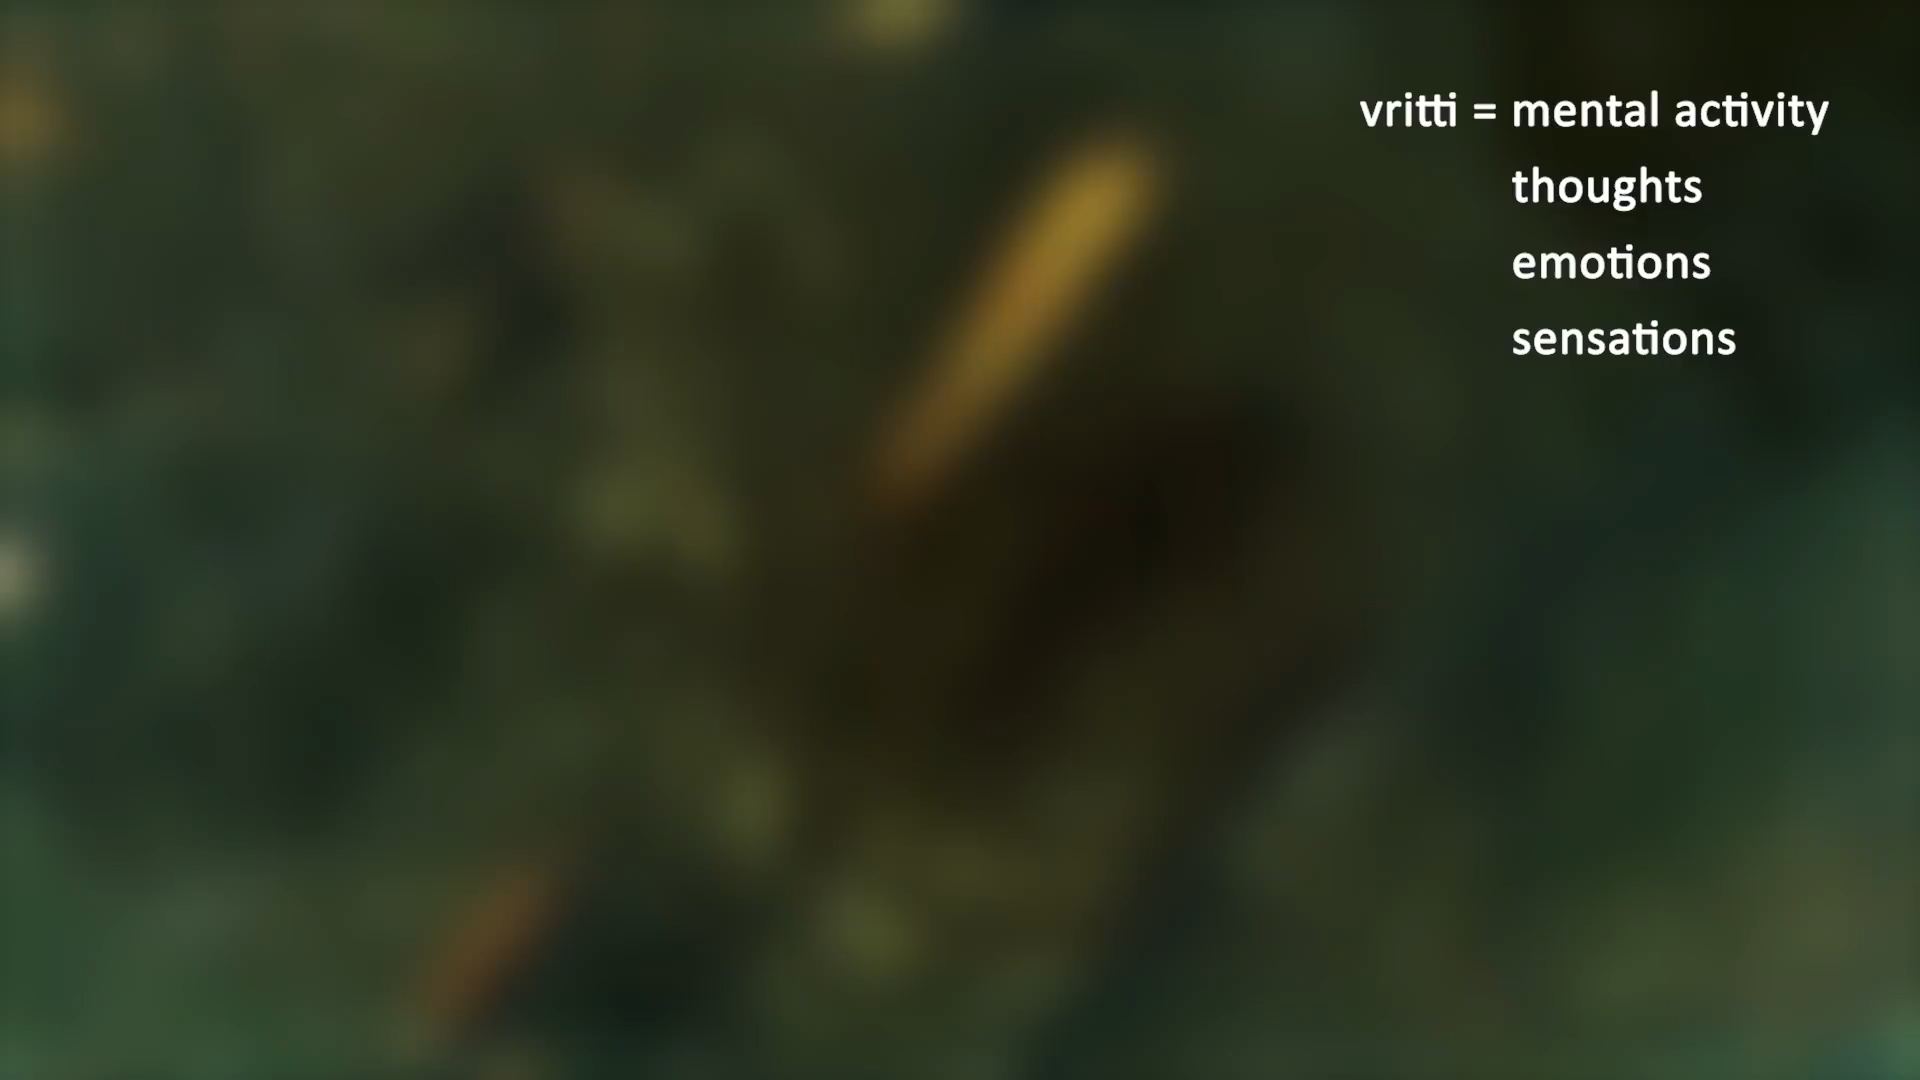 vritti = mental activity
thoughts
emotions
sensations